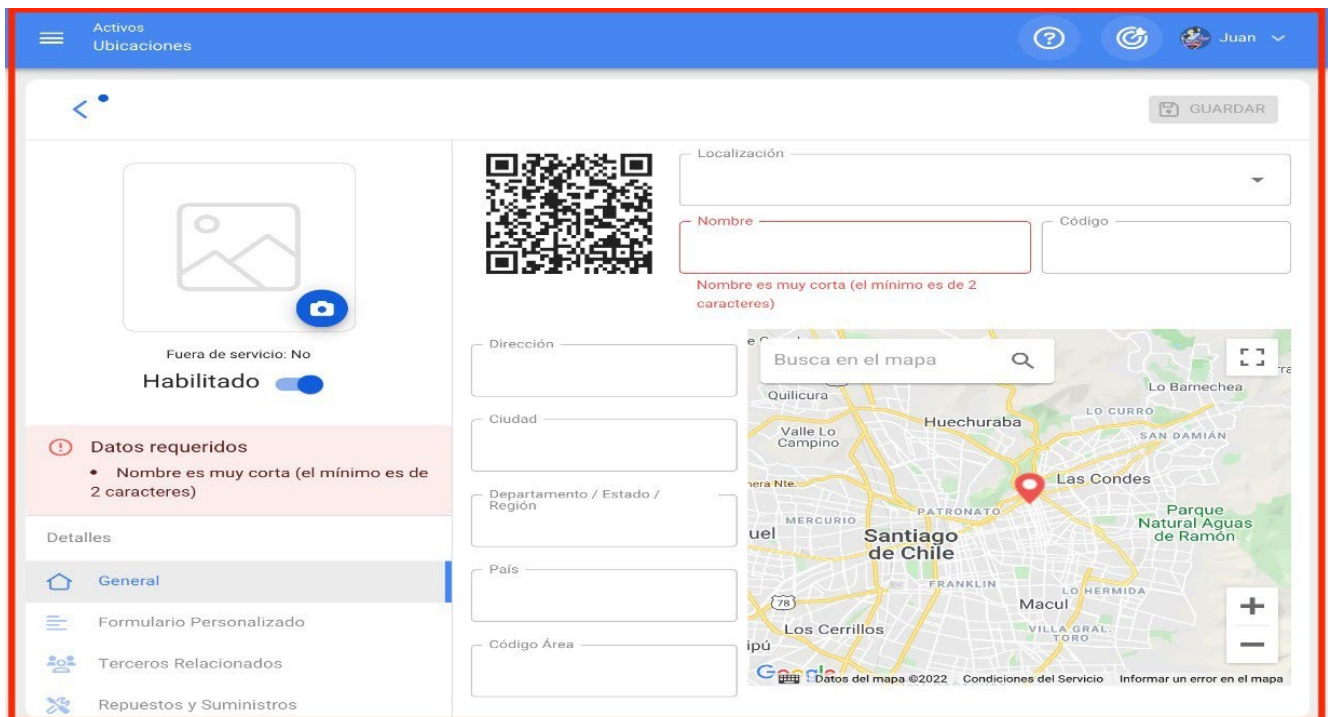 Activos
Ubicaciones
Juan
GUARDAR
Fuera de servicio: No
Habilitado
Datos requeridos
• Nombre es muy corta (el mínimo es de
2 caracteres)
Detalles
General
Formulario Personalizado
Terceros Relacionados
Repuestos y Suministros
Localización
Nombre
Código
Nombre es muy corta (el mínimo es de 2
caracteres)
Dirección
Ciudad
Departamento / Estado /
Región
País
Código Área
Busca en el mapa
Lo Barnechea
Quilicura
LO CURRO
Huechuraba
Valle Lo
Campino
SAN DAMIÁN
Las Condes
nera Nte.
PATRONATO
Parque
Natural Aguas
de Ramón
MERCURIO
uel
Santiago
de Chile
FRANKLIN
LO HERMIDA
78
Macul
Los Cerrillos
VILLA GRAL.
TORO
ipú
Google
Datos del mapa ©2022
Condiciones del Servicio
Informar un error en el mapa